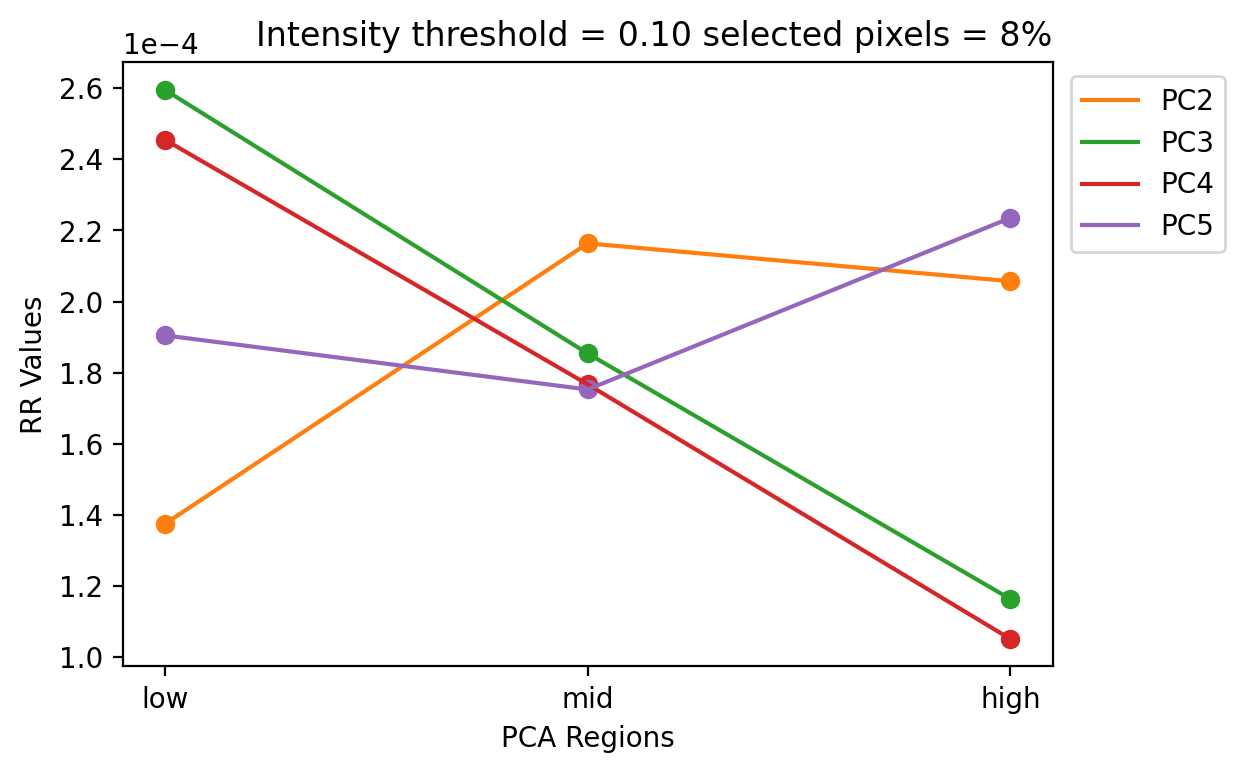 Intensity threshold = 0.10 selected pixels = 8%
1e−4
2.6
2.4
2.2
2.0
1.8
1.6
1.4
1.2
1.0
RR Values
low
mid
high
PCA Regions
PC2
PC3
PC4
PC5